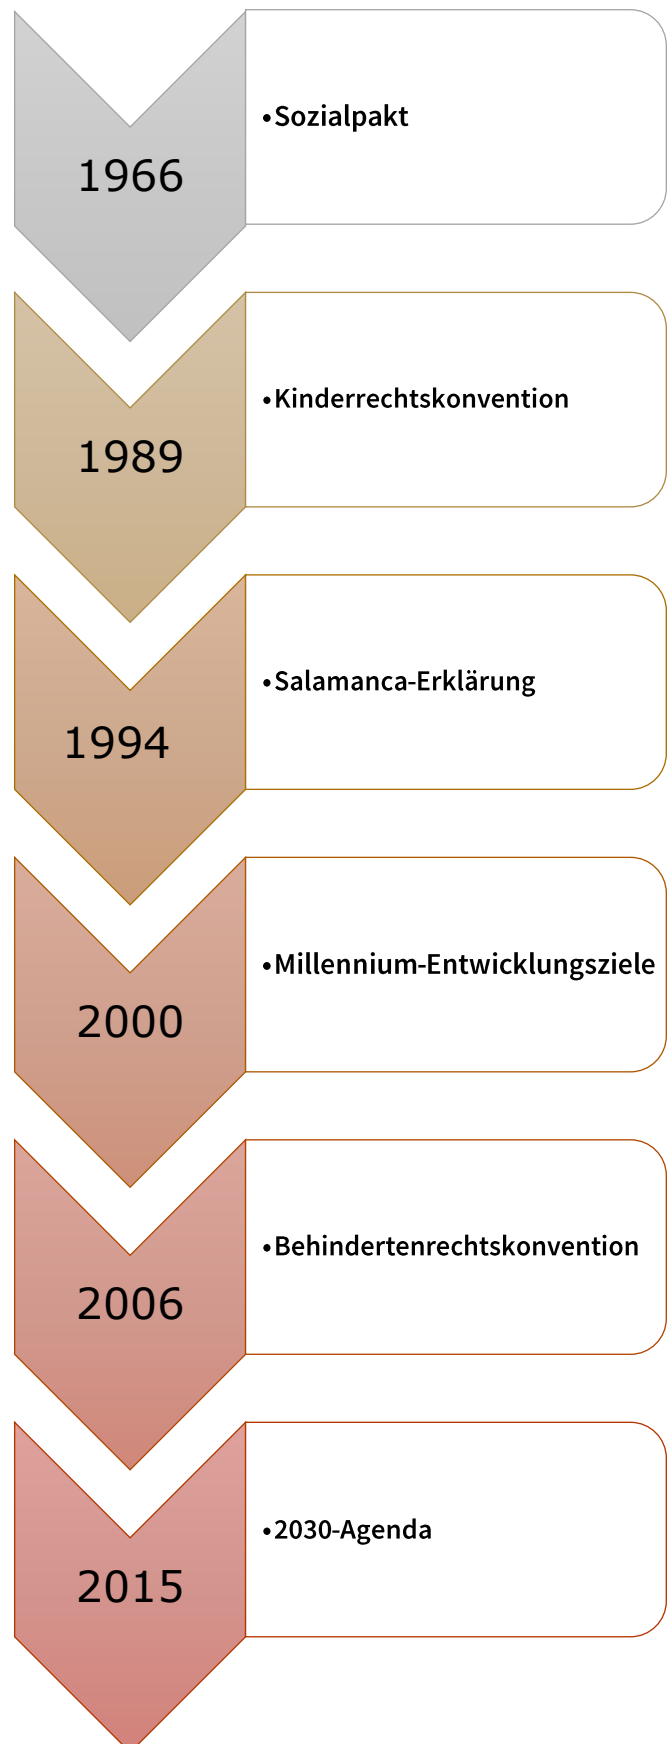 1966
•Sozialpakt
1989
•Kinderrechtskonvention
1994
•Salamanca-Erklärung
2000
•Millennium-Entwicklungsziele
2006
•Behindertenrechtskonvention
2015
•2030-Agenda